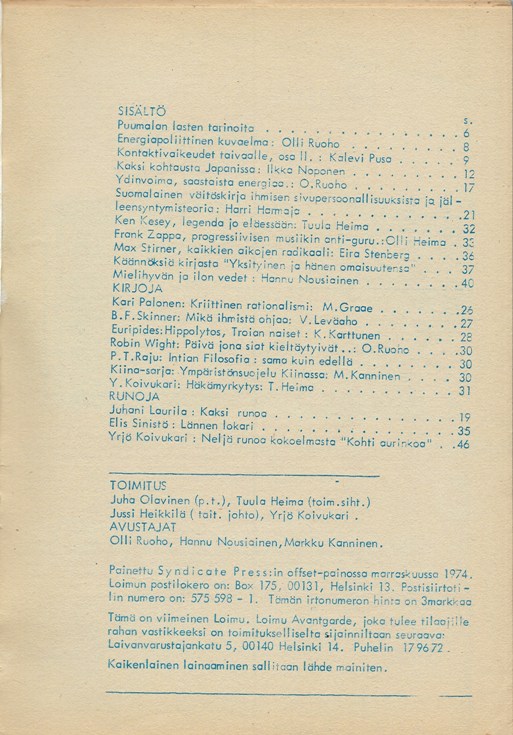 SISÄLTÖ
s.
Puumalan lasten tarinoita . . . . . . . . . . . . . . . 6
Energiapoliittinen kuvaelma : Olli Ruoho . . . . . . . . 8
Kontaktivaikeudet taivaalle, osa II. : Kalevi Pusa . . . . 9
Kaksi kohtausta Japanissa : Ilkka Noponen . . . . . . . 12
Ydinvoima, saastaista energiaa.: O.Ruoho . . . . . . . 17
Suomalainen väitöskirja ihmisen sivupersoonallisuuksista ja jäl-
leensyntymisteoria: Harri Harmaja . . . . . . . . . . . .21
Ken Kesey, legenda jo eläessään: Tuula Heima . . . . . 32
Frank Zappa, progressiivisen musiikin anti-guru.:Olli Heima . 33
Max Stirner, kaikkien aikojen radikaali: Eira Stenberg . . . .36
Käännöksiä kirjasta "Yksityinen ja hänen omaisuutensa" . . 37
Mielihyvän ja ilon vedet : Hannu Nousiainen . . . . . . . 40
KIRJOJA
Kari Palonen: Kriittinen rationalismi: M.Graae . . . . . .26
B.F.Skinner: Mikä ihmistä ohjaa: V.Leväaho . . . . . . 27
Euripides:Hippolytos, Troian naiset : K.Karttunen . . . . . 28
Robin Wight: Päivä jona siat kieltäytyivät ..: O.Ruoho . . .30
P.T.Raju: Intian Filosofia : sama kuin edellä . . . . . . . 30
Kiina-sarja: Ympäristönsuojelu Kiinassa: M.Kanninen . . . 30
Y.Koivukari: Häkämyrkytys: T.Heima . . . . . . . . . . 31
RUNOJA
Juhani Laurila : Kaksi runoa . . . . . . . . . . . . . .19
Elis Sinistö : Lännen lokari . . . . . . . . . . . . . . .35
Yrjö Koivukari : Neljä runoa kokoelmasta "Kohti aurinkoa" . .46
TOIMITUS
Juha Olavinen (p.t.), Tuula Heima (toim.siht.)
Jussi Heikkilä ( tait. johto), Yrjö Koivukari .
AVUSTAJAT
Olli Ruoho, Hannu Nousiainen, Markku Kanninen.
Painettu Syndicate Press:in offset-painossa marraskuussa 1974.
Loimun postilokero on: Box 175, 00131, Helsinki 13. Postisiirtoti-
lin numero on: 575 598 - 1. Tämän irtonumeron hinta on 3markkaa
Tämä on viimeinen Loimu. Loimu Avantgarde, joka tulee tilaajille
rahan vastikkeeksi on toimitukselliselta sijainniltaan seuraava:
Laivanvarustajankatu 5, 00140 Helsinki 14. Puhelin 17 96 72 .
Kaikenlainen lainaaminen sallitaan lähde mainiten.